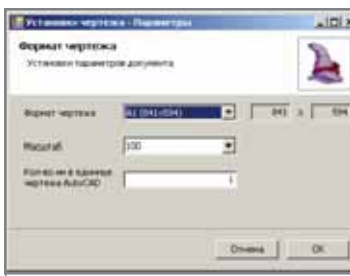 Установки чертежа - Параметры
Формат чертежа
Установки параметров документа
Формат чертежа A1 (841x594) 841 x 594
Масштаб 100
Кол-во мм в единице
чертежа AutoCAD 1
Отмена OK